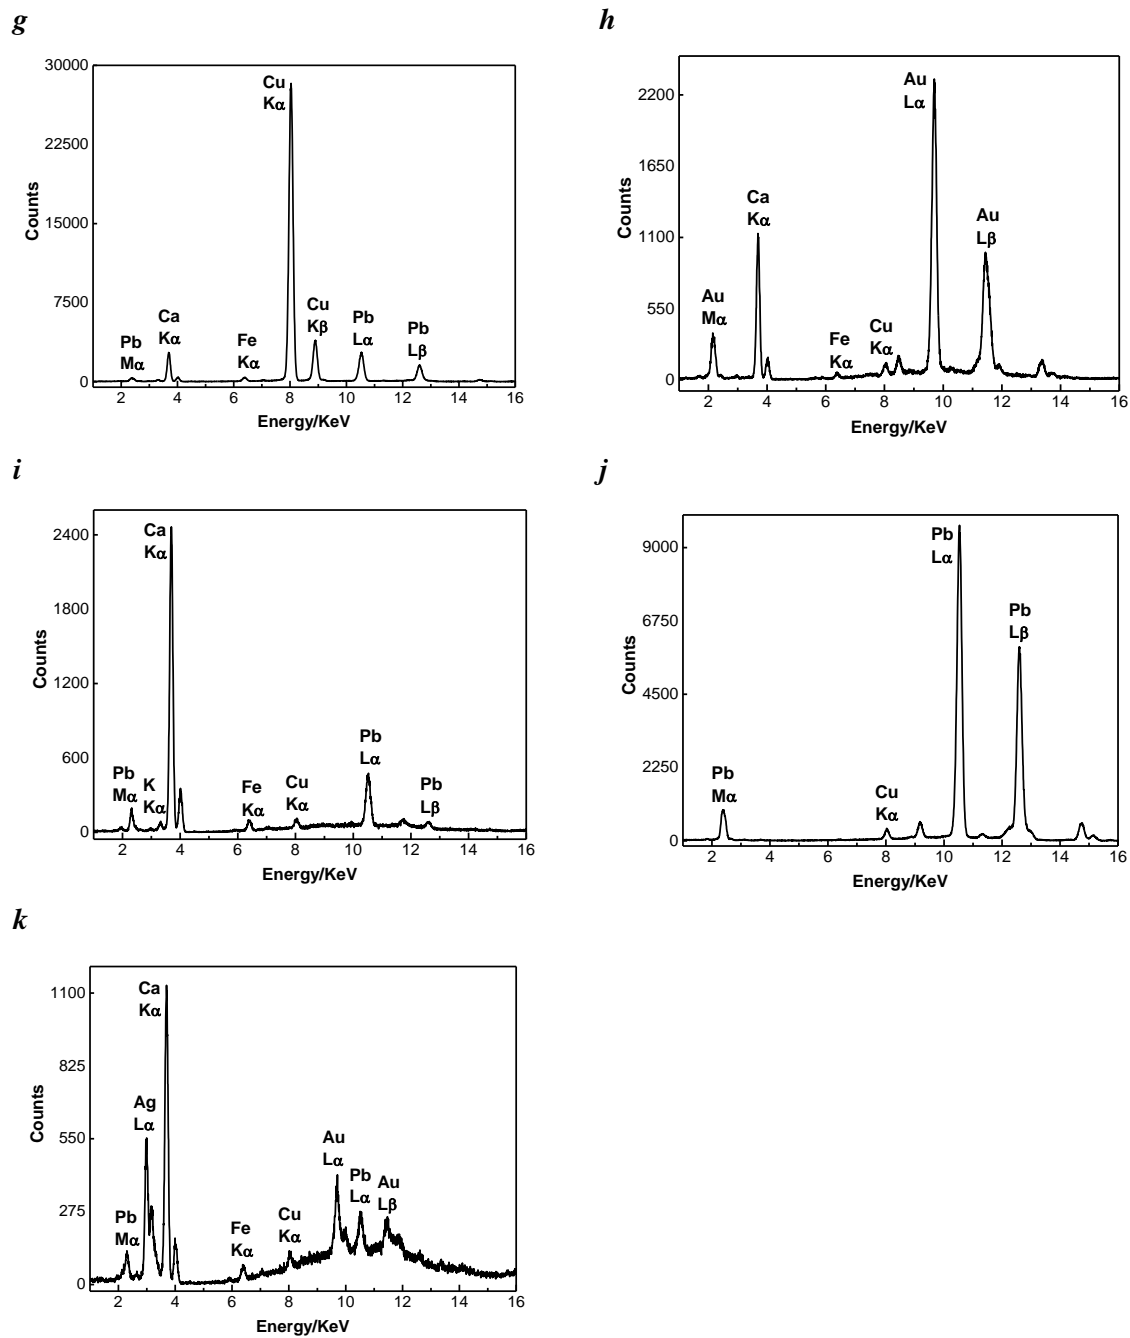 g
h
30000
22500
15000
7500
0
Counts
Cu
Kα
Ca
Kα
Pb
Mα
Fe
Kα
Cu
Kβ
Pb
Lα
Pb
Lβ
2 4 6 8 10 12 14 16
Energy/KeV
2200
1650
1100
550
0
Counts
Au
Lα
Ca
Kα
Au
Lβ
Au
Mα
Fe
Kα
Cu
Kα
2 4 6 8 10 12 14 16
Energy/KeV
i
j
2400
1800
1200
600
0
Counts
Ca
Kα
Pb
Mα
K
Kα
Fe
Kα
Cu
Kα
Pb
Lα
Pb
Lβ
2 4 6 8 10 12 14 16
Energy/KeV
9000
6750
4500
2250
0
Counts
Pb
Lα
Pb
Lβ
Pb
Mα
Cu
Kα
2 4 6 8 10 12 14 16
Energy/KeV
k
1100
825
550
275
0
Counts
Ca
Kα
Ag
Lα
Pb
Mα
Fe
Kα
Cu
Kα
Au
Lα
Pb
Lα
Au
Lβ
2 4 6 8 10 12 14 16
Energy/KeV